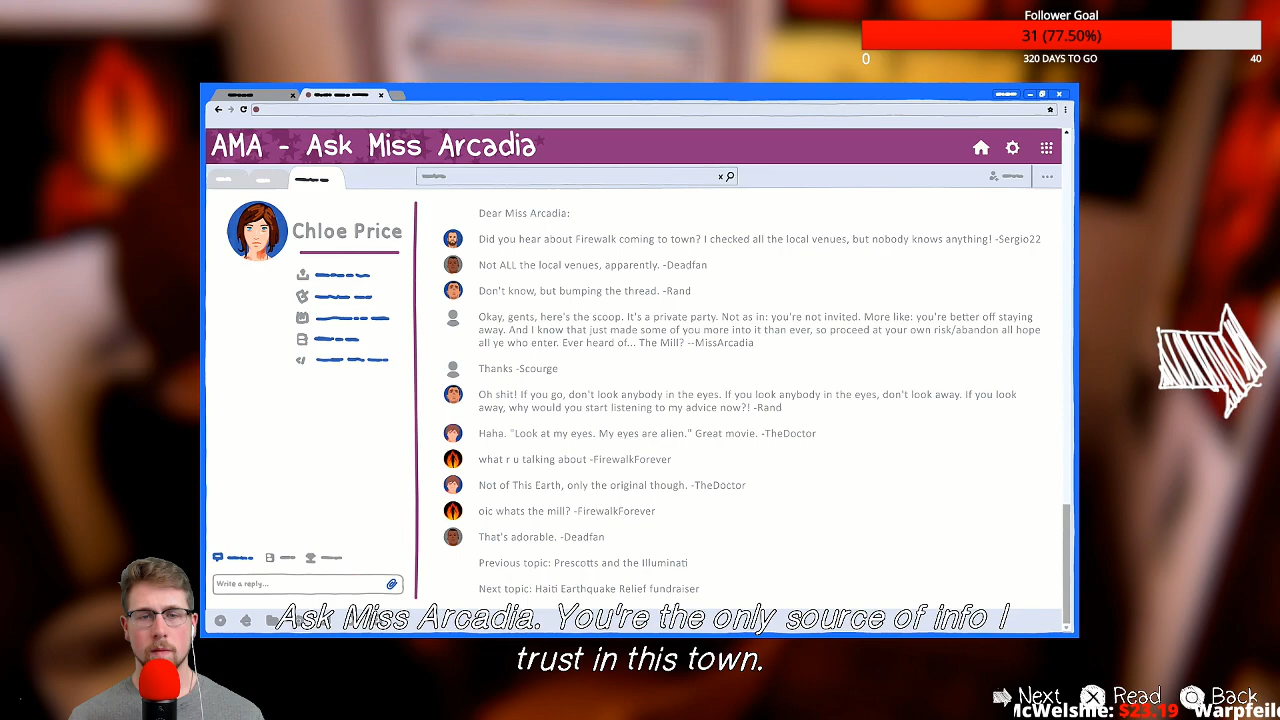 Follower Goal
31 (77.50%)
0
320 DAYS TO GO
40
AMA - Ask Miss Arcadia
Chloe Price
Dear Miss Arcadia:
Did you hear about Firewalk coming to town? I checked all the local venues, but nobody knows anything! -Sergio22
Not ALL the local venues, apparently. -Deadfan
Don't know, but bumping the thread. -Rand
Okay, gents, here's the scoop. It's a private party. Not as in: you're not invited. More like: you're better off staying
away. And I know that just made some of you more into it than ever, so proceed at your own risk/abandon all hope
all ye who enter. Ever heard of... The Mill? --MissArcadia
Thanks -Scourge
Oh shit! If you go, don't look anybody in the eyes. If you look anybody in the eyes, don't look away. If you look
away, why would you start listening to my advice now?! -Rand
Haha. "Look at my eyes. My eyes are alien." Great movie. -TheDoctor
what r u talking about -FirewalkForever
Not of This Earth, only the original though. -TheDoctor
oic whats the mill? -FirewalkForever
That's adorable. -Deadfan
Previous topic: Prescotts and the Illuminati
Next topic: Haiti Earthquake Relief fundraiser
Write a reply...
Ask Miss Arcadia. You're the only source of info I
trust in this town.
Next Read Back
McWelshie: $23.19 Warpfeil